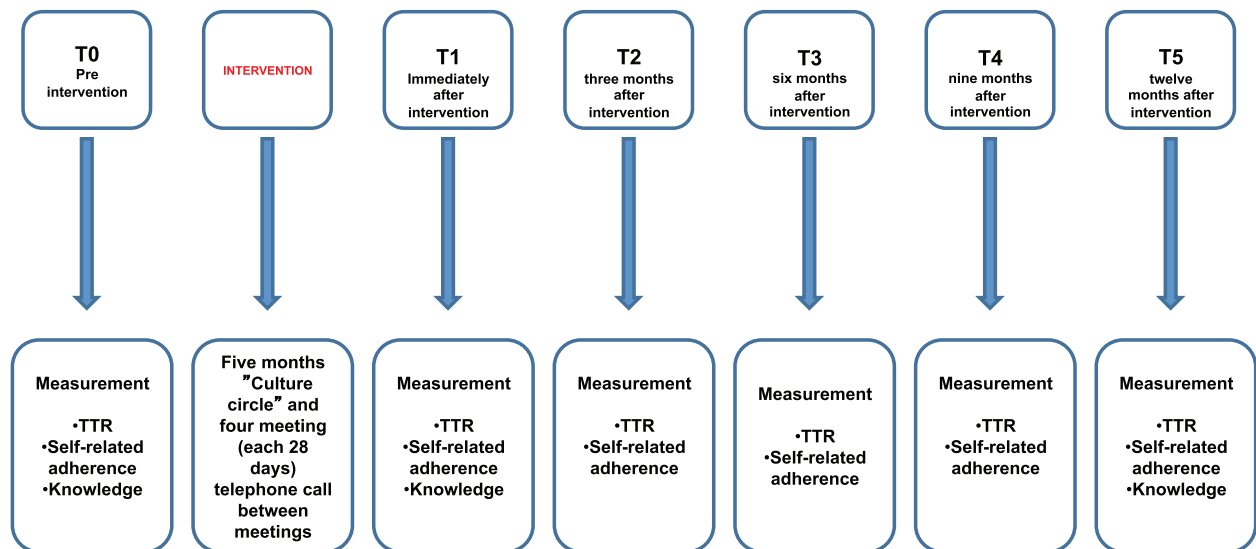 T0
Pre
intervention
INTERVENTION
T1
Immediately
after
intervention
T2
three months
after
intervention
T3
six months
after
intervention
T4
nine months
after
intervention
T5
twelve
months after
intervention
Measurement
•TTR
•Self-related
adherence
•Knowledge
Five months
"Culture
circle" and
four meeting
(each 28
days)
telephone call
between
meetings
Measurement
•TTR
•Self-related
adherence
•Knowledge
Measurement
•TTR
•Self-related
adherence
Measurement
•TTR
•Self-related
adherence
Measurement
•TTR
•Self-related
adherence
Measurement
•TTR
•Self-related
adherence
•Knowledge